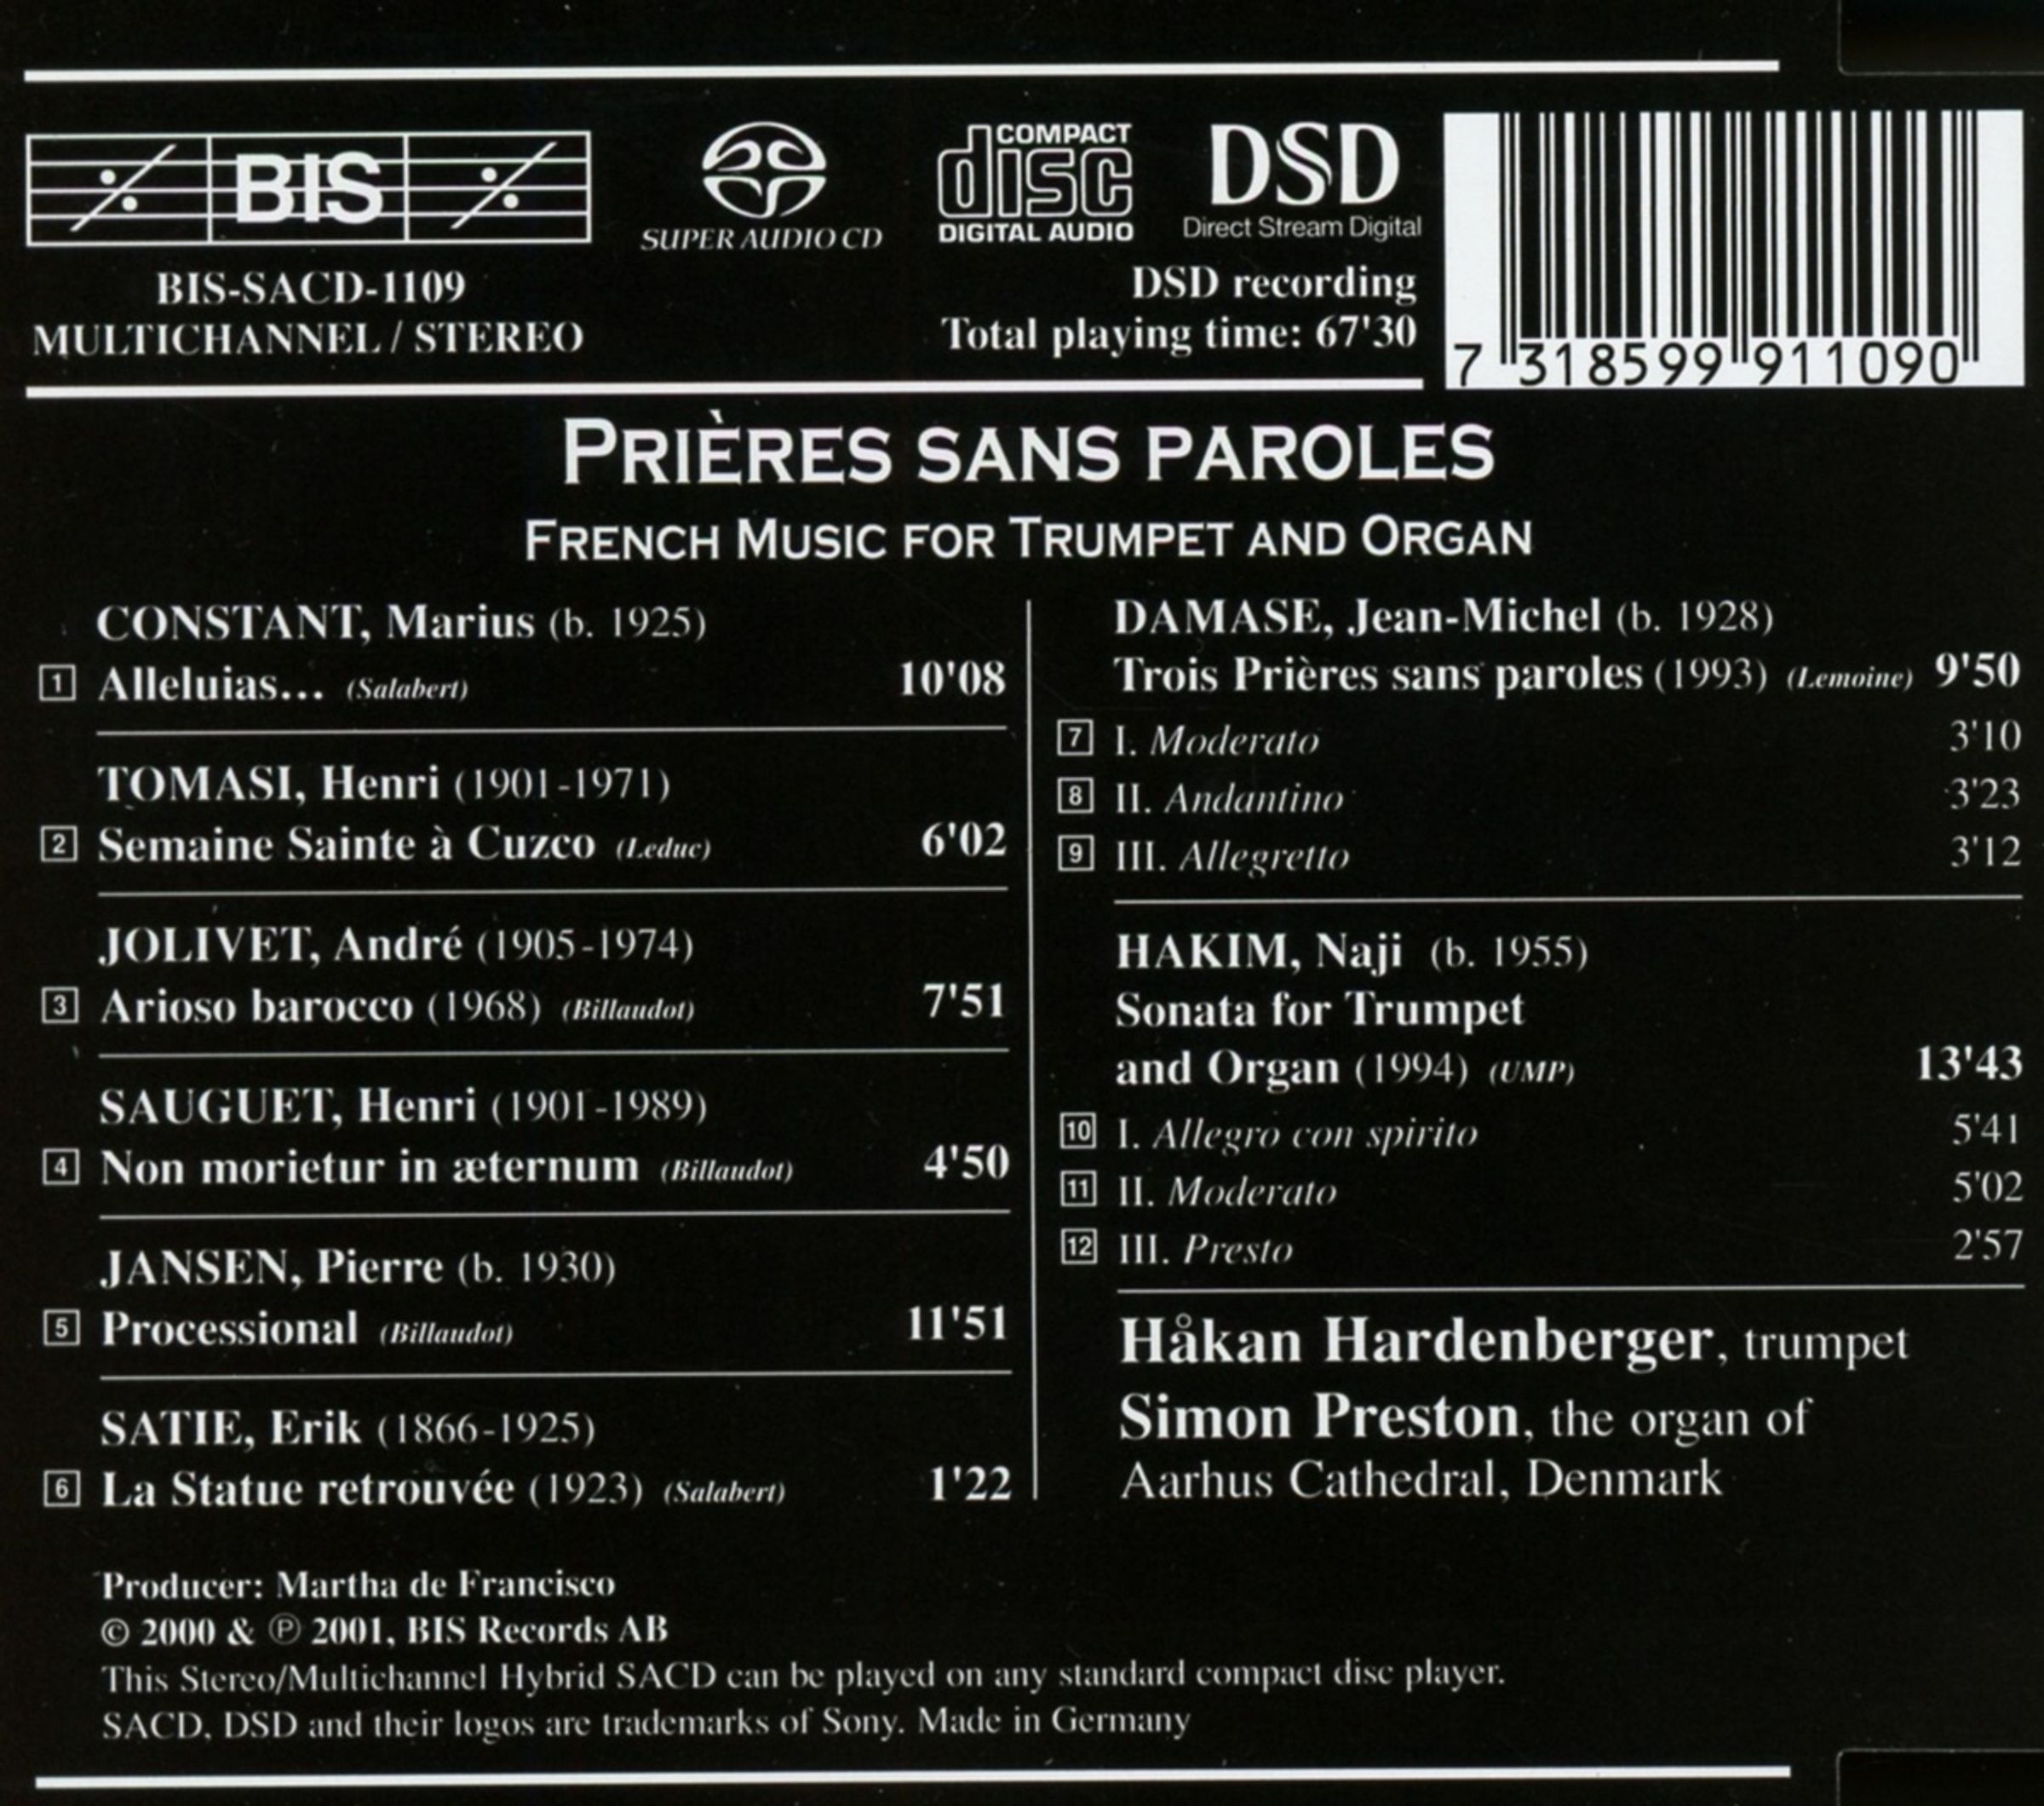 BIS
SUPER AUDIO CD
COMPACT
disc
DIGITAL AUDIO
DSD
Direct Stream Digital
BIS-SACD-1109
MULTICHANNEL / STEREO
DSD recording
Total playing time: 67'30
7 318599 911090
PRIÈRES SANS PAROLES
FRENCH MUSIC FOR TRUMPET AND ORGAN
CONSTANT, Marius (b. 1925)
1 Alleluias... (Salabert) 10'08
TOMASI, Henri (1901-1971)
2 Semaine Sainte à Cuzco (Leduc) 6'02
JOLIVET, André (1905-1974)
3 Arioso barocco (1968) (Billaudot) 7'51
SAUGUET, Henri (1901-1989)
4 Non morietur in æternum (Billaudot) 4'50
JANSEN, Pierre (b. 1930)
5 Processional (Billaudot) 11'51
SATIE, Erik (1866-1925)
6 La Statue retrouvée (1923) (Salabert) 1'22
DAMASE, Jean-Michel (b. 1928)
Trois Prières sans paroles (1993) (Lemoine) 9'50
7 I. Moderato 3'10
8 II. Andantino 3'23
9 III. Allegretto 3'12
HAKIM, Naji (b. 1955)
Sonata for Trumpet
and Organ (1994) (UMP) 13'43
10 I. Allegro con spirito 5'41
11 II. Moderato 5'02
12 III. Presto 2'57
Håkan Hardenberger, trumpet
Simon Preston, the organ of
Aarhus Cathedral, Denmark
Producer: Martha de Francisco
© 2000 & ℗ 2001, BIS Records AB
This Stereo/Multichannel Hybrid SACD can be played on any standard compact disc player.
SACD, DSD and their logos are trademarks of Sony. Made in Germany